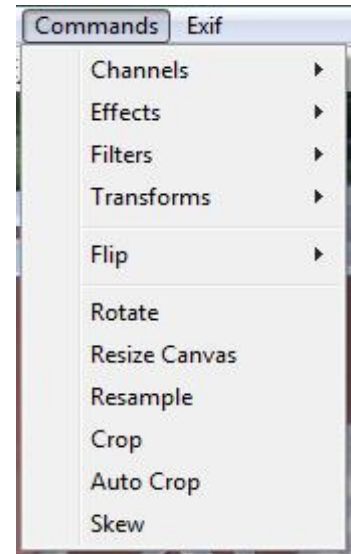 Commands Exif
Channels
Effects
Filters
Transforms
Flip
Rotate
Resize Canvas
Resample
Crop
Auto Crop
Skew